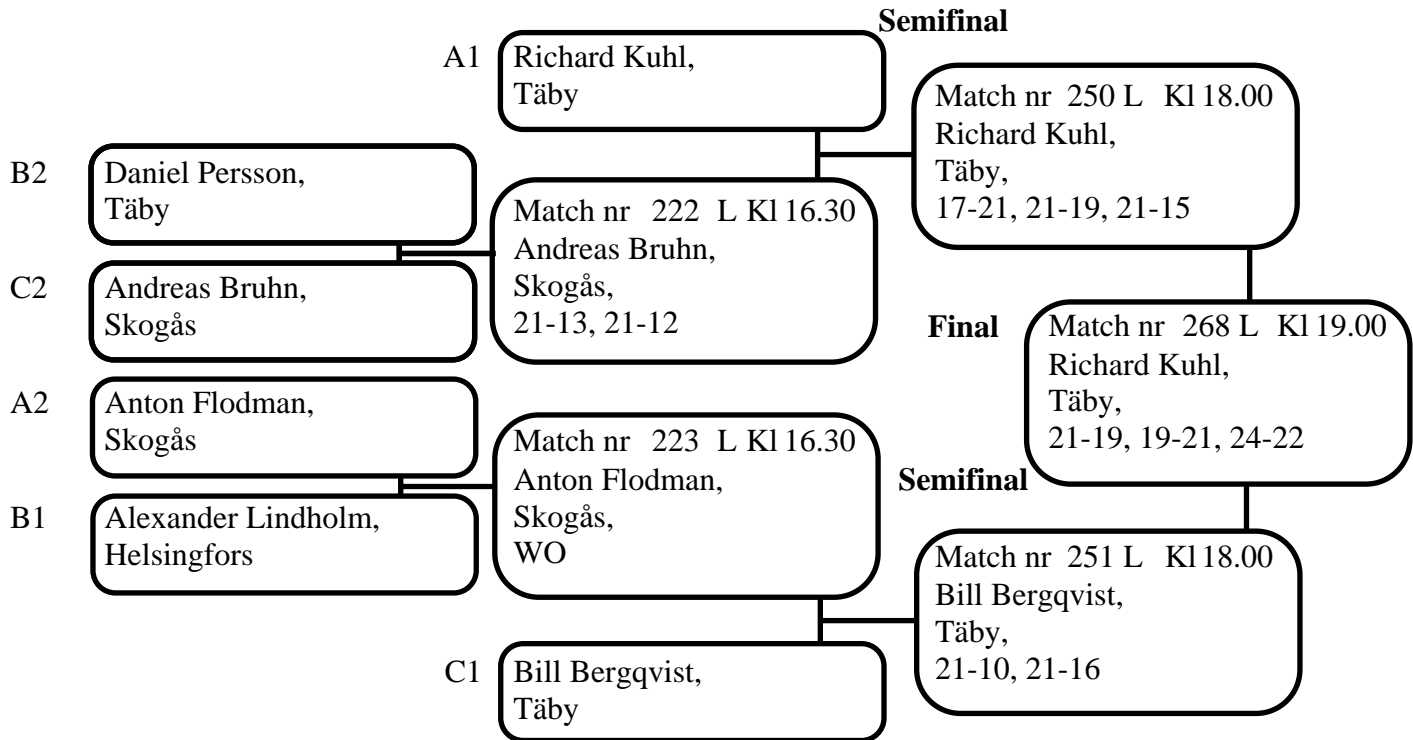 Semifinal
A1 Richard Kuhl,
Täby
Match nr 250 L Kl 18.00
Richard Kuhl,
Täby,
17-21, 21-19, 21-15
B2 Daniel Persson,
Täby
Match nr 222 L Kl 16.30
Andreas Bruhn,
Skogås,
21-13, 21-12
C2 Andreas Bruhn,
Skogås
Final
Match nr 268 L Kl 19.00
Richard Kuhl,
Täby,
21-19, 19-21, 24-22
A2 Anton Flodman,
Skogås
Match nr 223 L Kl 16.30
Anton Flodman,
Skogås,
WO
Semifinal
B1 Alexander Lindholm,
Helsingfors
Match nr 251 L Kl 18.00
Bill Bergqvist,
Täby,
21-10, 21-16
C1 Bill Bergqvist,
Täby